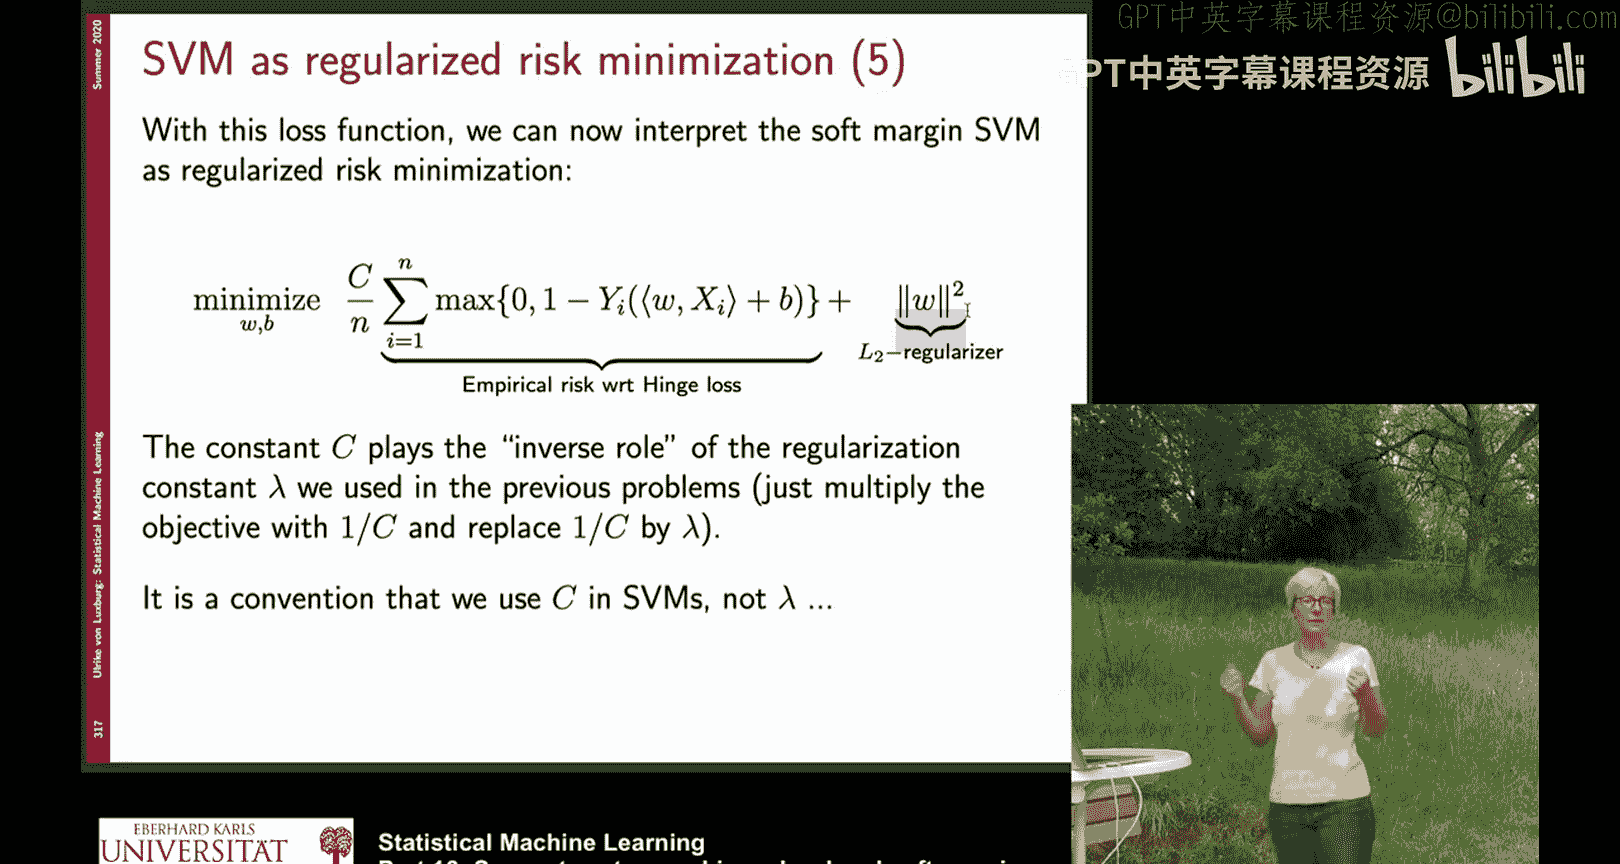 GPT中英字幕课程资源@bilibili.com
PT中英字幕课程资源 bilibili
Summer 2020
SVM as regularized risk minimization (5)
With this loss function, we can now interpret the soft margin SVM
as regularized risk minimization:
minimize_{w,b} C/n \sum_{i=1}^{n} max{0, 1 − Y_i(⟨w, X_i⟩ + b)} + ‖w‖²
L₂−regularizer
Empirical risk wrt Hinge loss
The constant C plays the “inverse role” of the regularization
constant λ we used in the previous problems (just multiply the
objective with 1/C and replace 1/C by λ).
It is a convention that we use C in SVMs, not λ ...
Ulrike von Luxburg: Statistical Machine Learning
317
EBERHARD KARLS
UNIVERSITÄT
Statistical Machine Learning